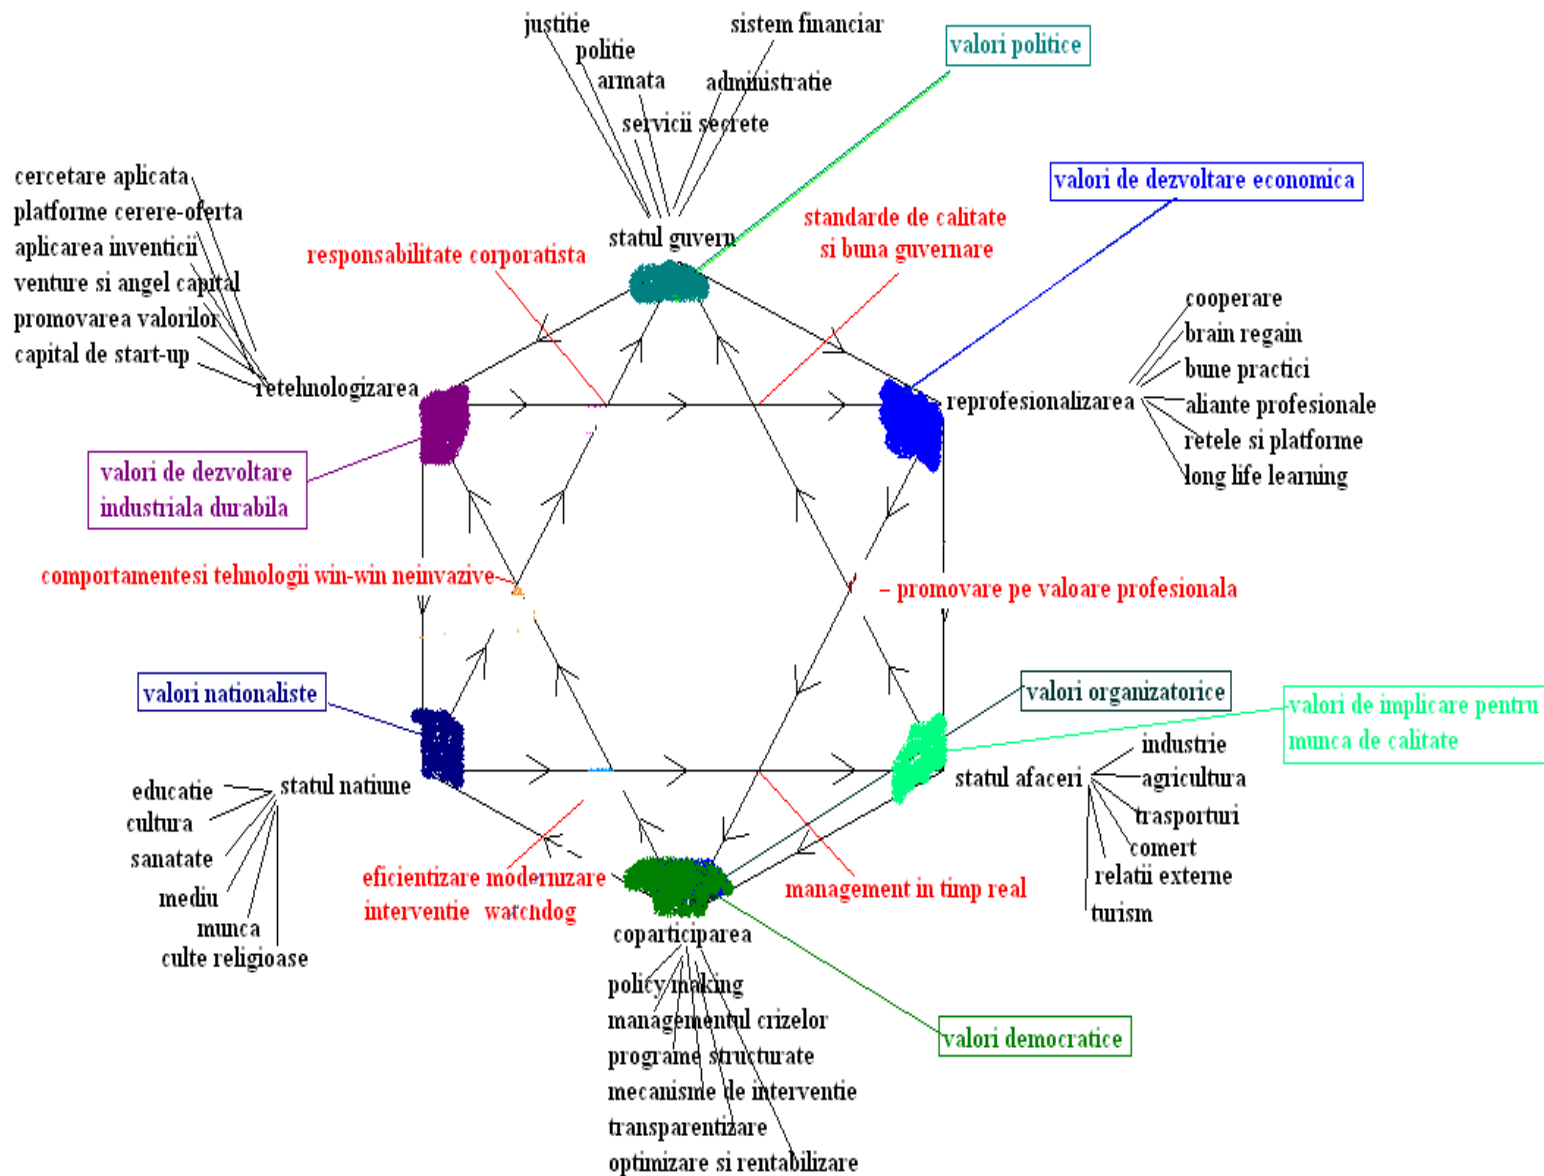 justitie
sistem financiar
politie
valori politice
armata
administratie
servicii secrete
cercetare aplicata
platforme cerere-oferta
aplicarea inventicii
venture si angel capital
promovarea valorilor
capital de start-up
retehnologizarea
valori de dezvoltare economica
statul guvern
responsabilitate corporatista
standarde de calitate
si buna guvernare
cooperare
brain regain
bune practici
reprofesionalizarea
aliante profesionale
retele si platforme
long life learning
valori de dezvoltare
industriala durabila
comportamentesi tehnologii win-win neinvazive
– promovare pe valoare profesionala
valori nationaliste
valori organizatorice
valori de implicare pentru
munca de calitate
statul natiune
educatie
cultura
sanatate
mediu
munca
culte religioase
statul afaceri
industrie
agricultura
trasporturi
comert
relatii externe
turism
eficientizare modernizare
interventie watchdog
management in timp real
coparticiparea
policy making
managementul crizelor
programe structurate
mecanisme de interventie
transparentizare
optimizare si rentabilizare
valori democratice